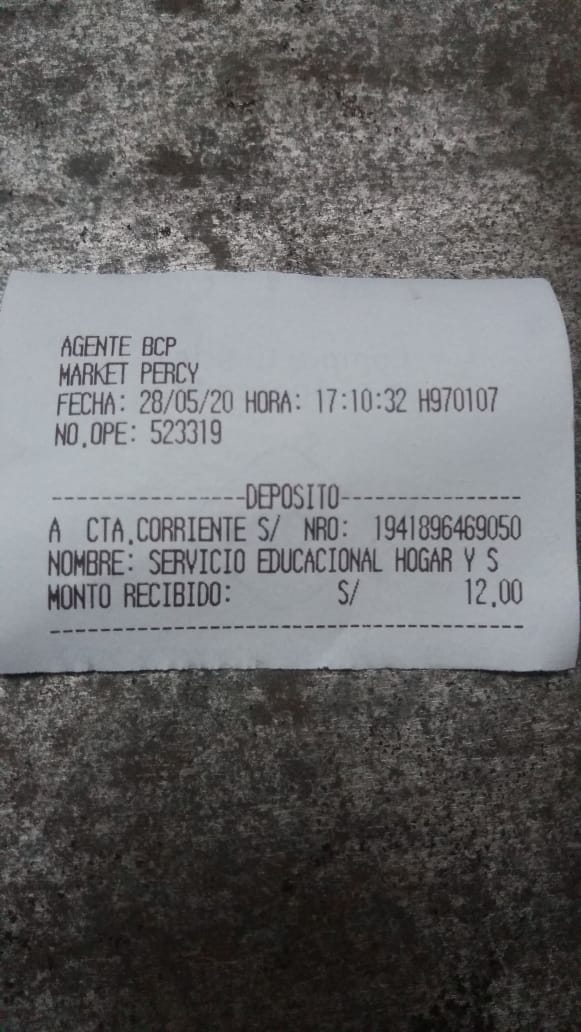 AGENTE BCP
MARKET PERCY
FECHA: 28/05/20 HORA: 17:10:32 H970107
NO.OPE: 523319
----------------DEPOSITO---------------
A CTA.CORRIENTE S/ NRO: 1941896469050
NOMBRE: SERVICIO EDUCACIONAL HOGAR Y S
MONTO RECIBIDO: S/ 12.00
---------------------------------------